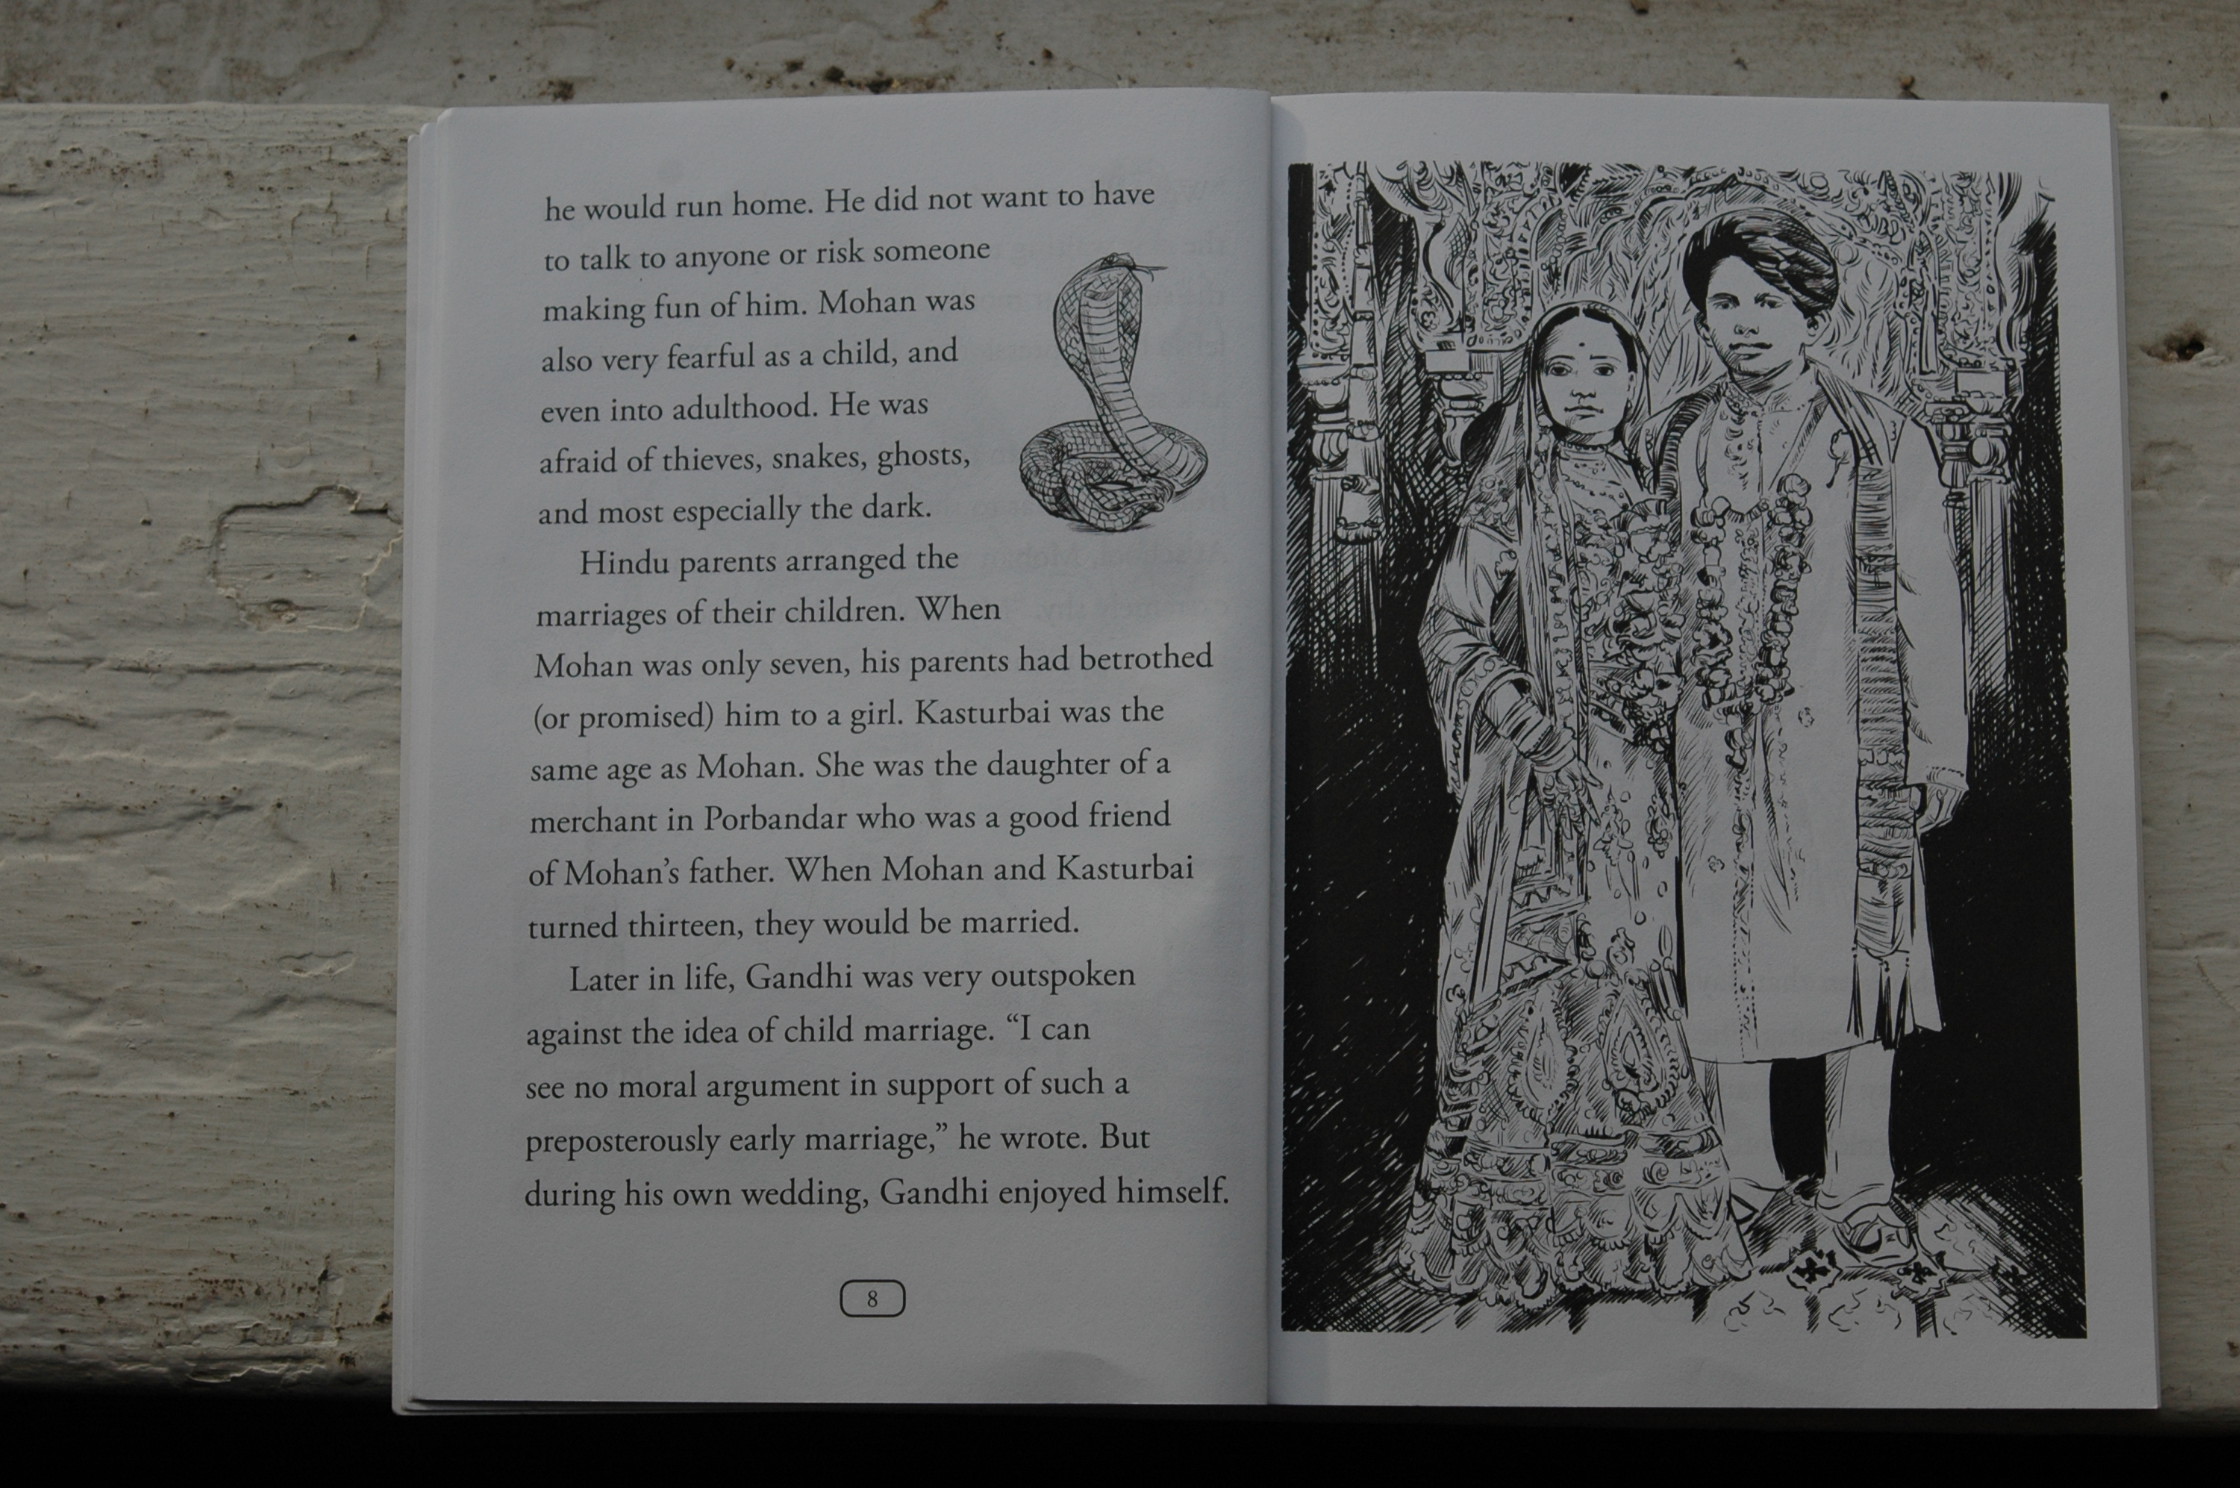 he would run home. He did not want to have
to talk to anyone or risk someone
making fun of him. Mohan was
also very fearful as a child, and
even into adulthood. He was
afraid of thieves, snakes, ghosts,
and most especially the dark.
Hindu parents arranged the
marriages of their children. When
Mohan was only seven, his parents had betrothed
(or promised) him to a girl. Kasturbai was the
same age as Mohan. She was the daughter of a
merchant in Porbandar who was a good friend
of Mohan’s father. When Mohan and Kasturbai
turned thirteen, they would be married.
Later in life, Gandhi was very outspoken
against the idea of child marriage. “I can
see no moral argument in support of such a
preposterously early marriage,” he wrote. But
during his own wedding, Gandhi enjoyed himself.
8